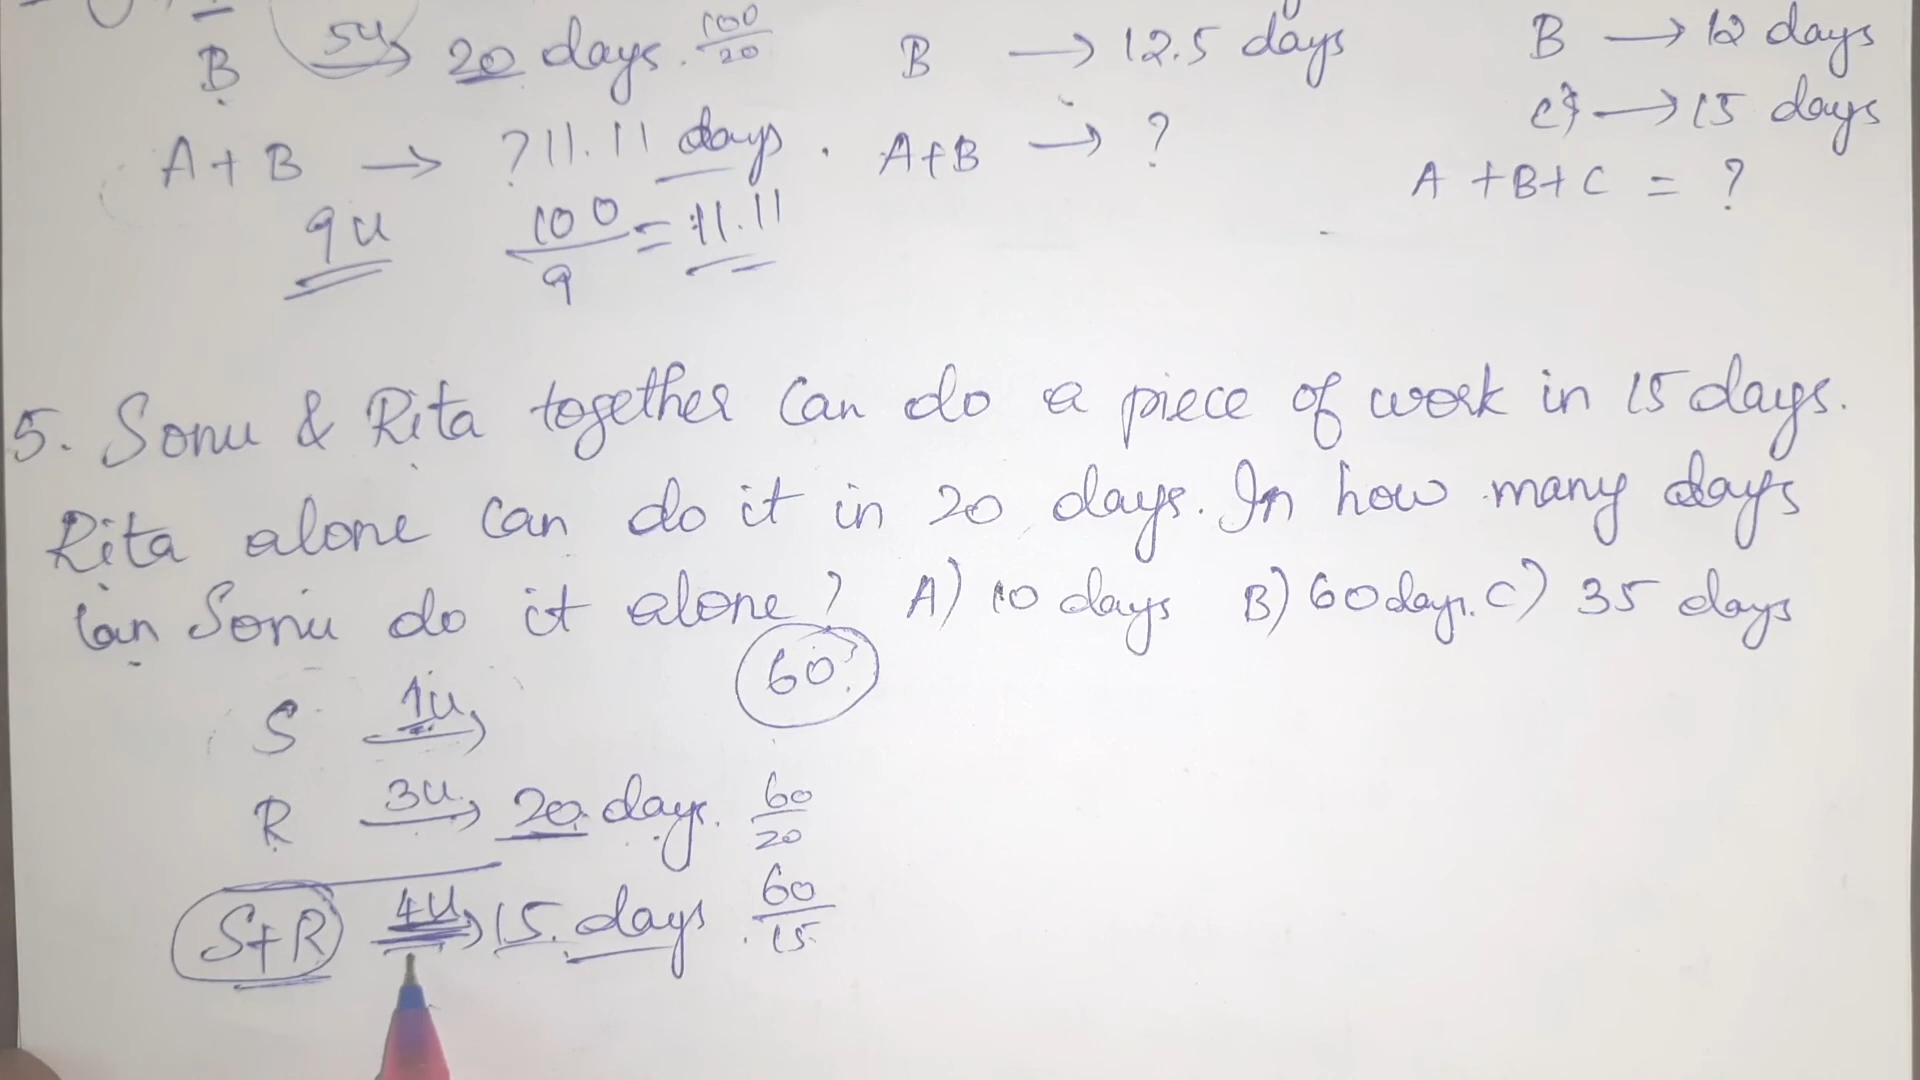 B 5u 20 days. 100/20 B → 12.5 days B → 12 days
C → 15 days
A + B → ? 11.11 days. A+B → ? A + B + C = ?
9u 100/9 = 11.11
5. Sonu & Rita together can do a piece of work in 15 days.
Rita alone can do it in 20 days. In how many days
can Sonu do it alone? A) 10 days B) 60 days. C) 35 days
60?
S 1u
R 3u 20 days. 60/20
S+R 4u 15 days 60/15